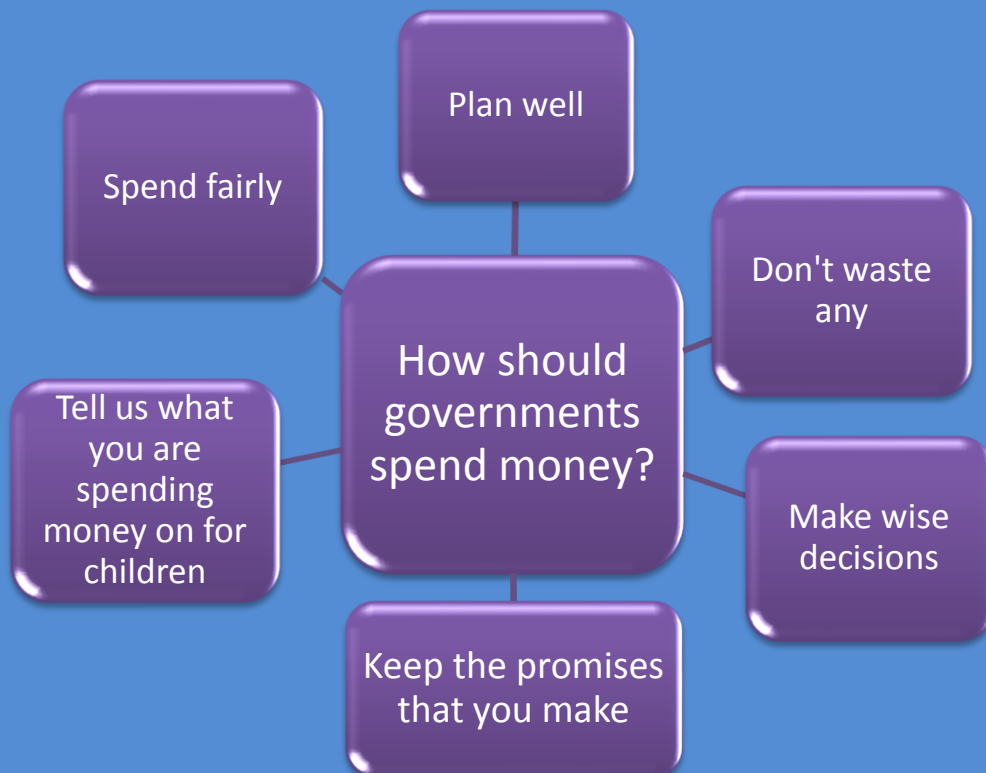 Plan well
Spend fairly
Don't waste
any
How should
governments
spend money?
Tell us what
you are
spending
money on for
children
Make wise
decisions
Keep the promises
that you make